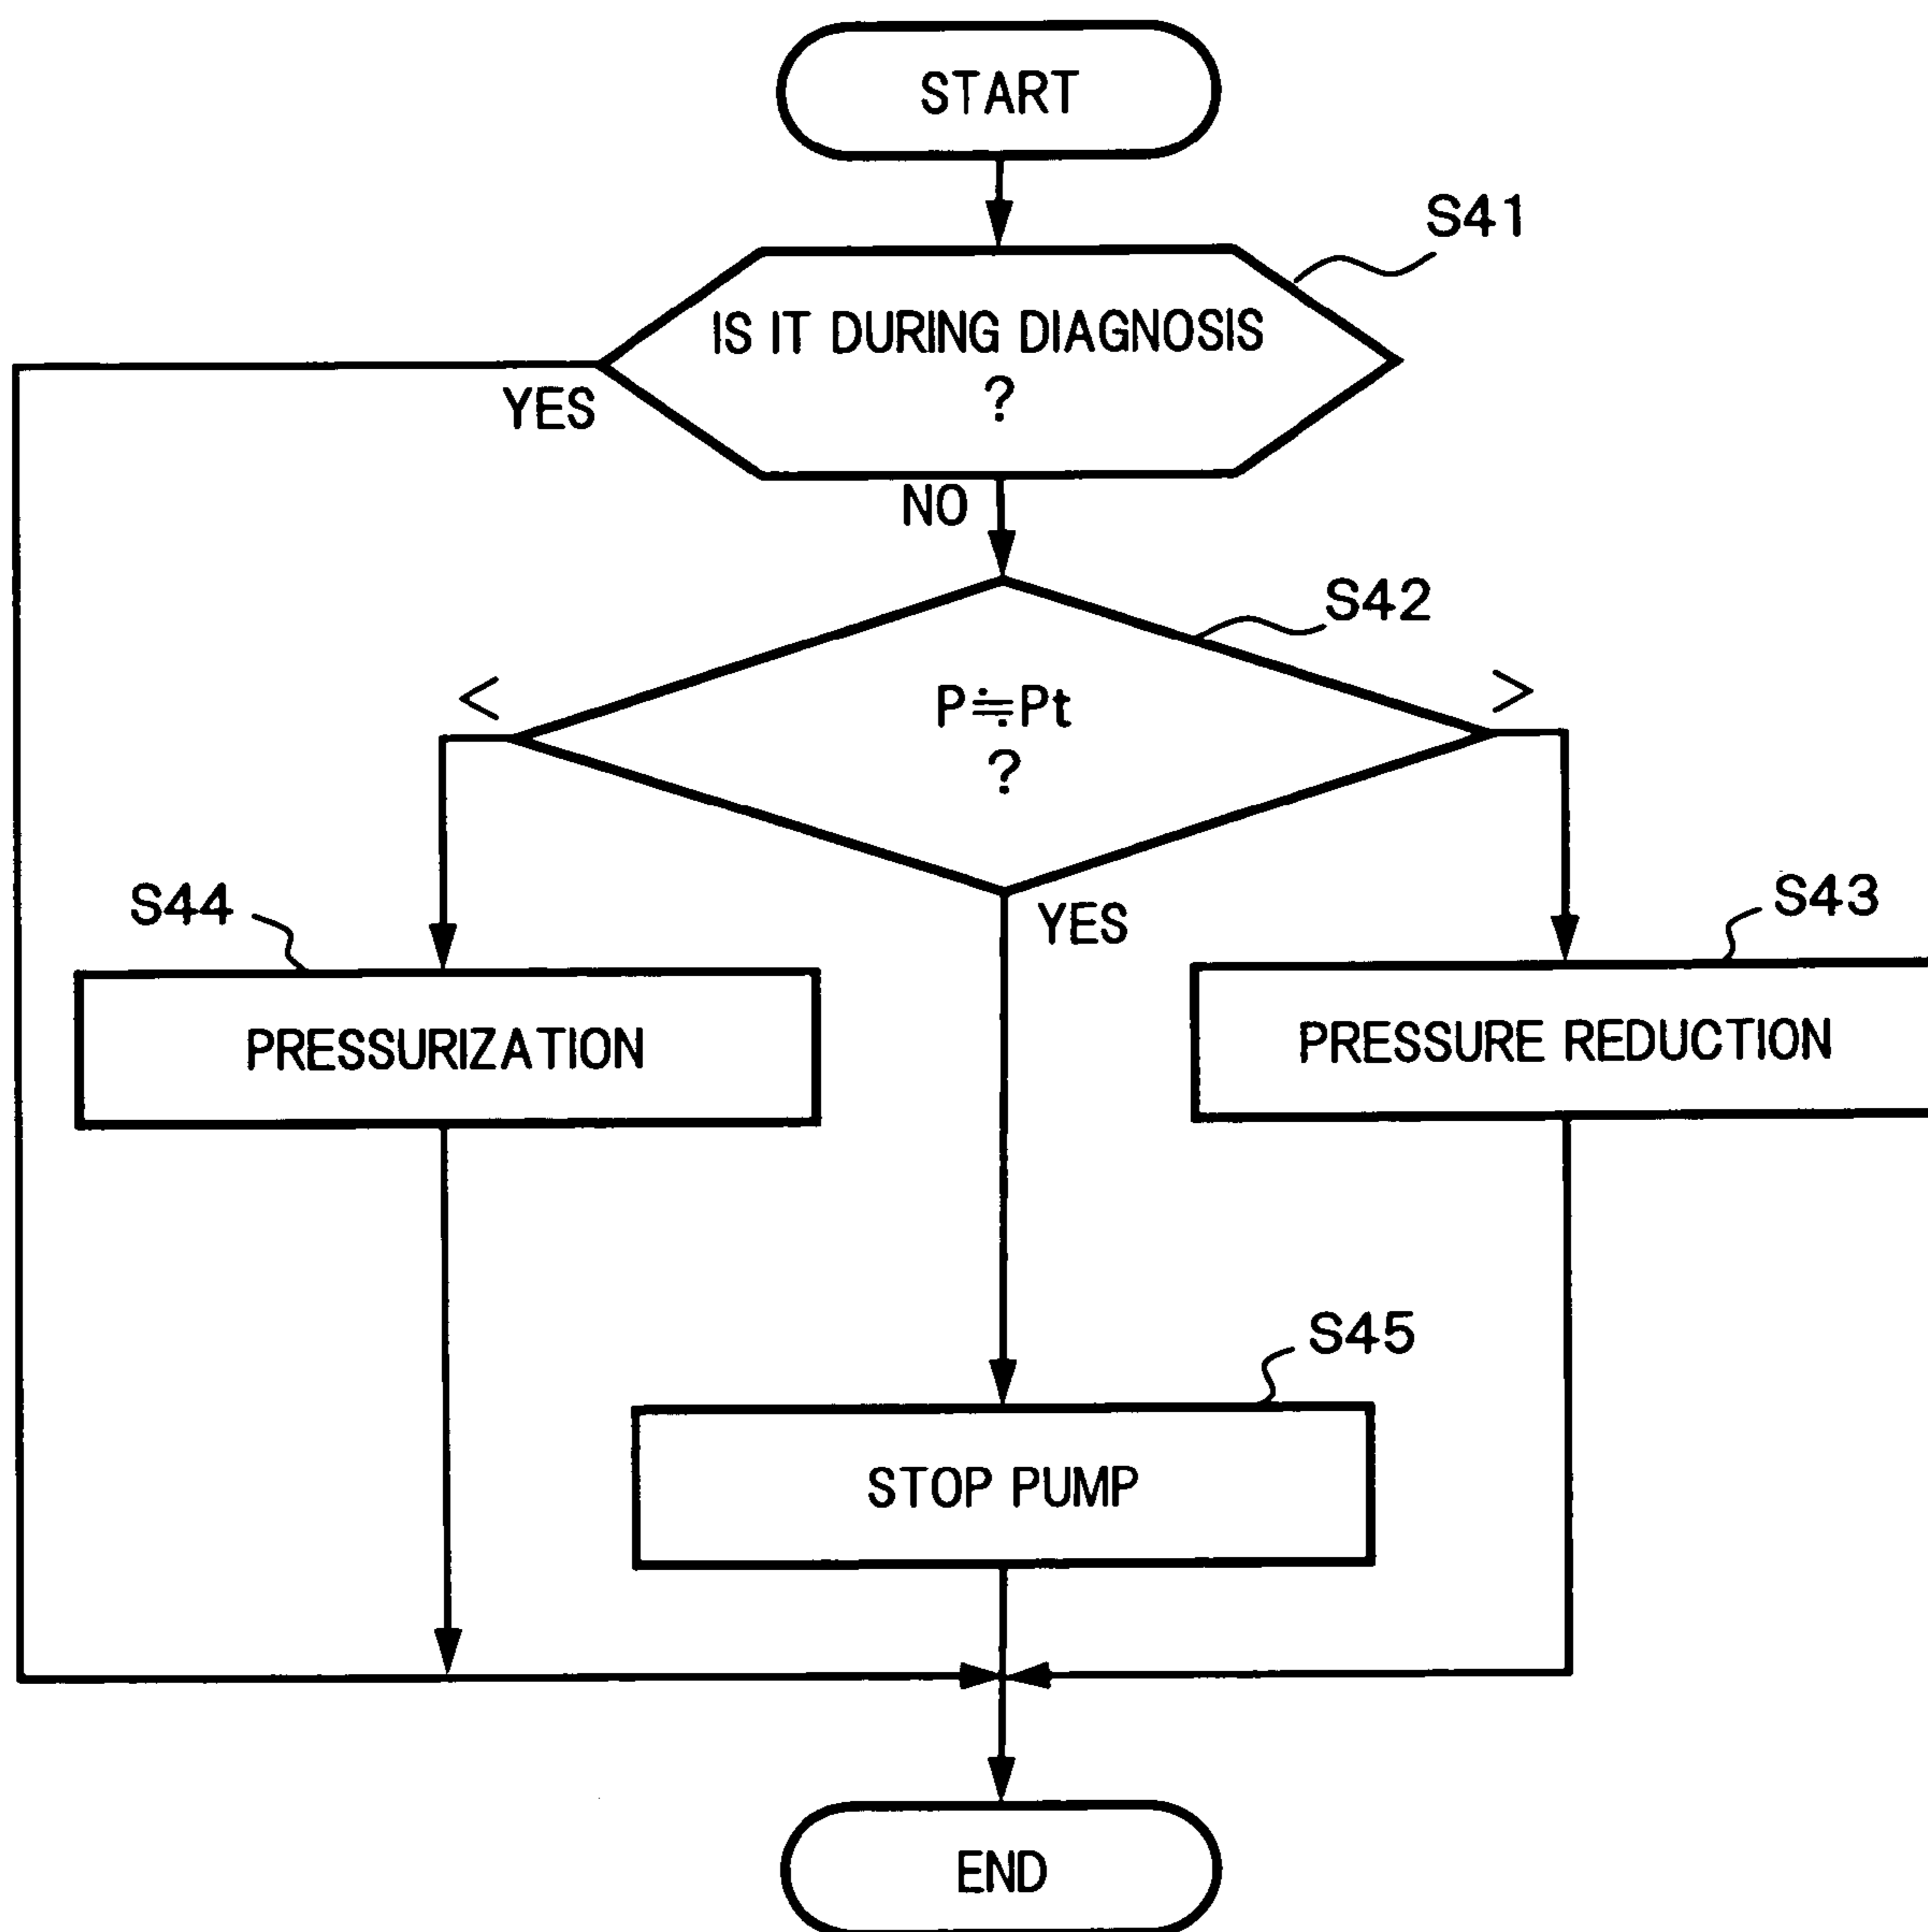 START
S41
IS IT DURING DIAGNOSIS
?
YES
NO
S42
<
P≒Pt
?
>
S44
YES
S43
PRESSURIZATION
PRESSURE REDUCTION
S45
STOP PUMP
END